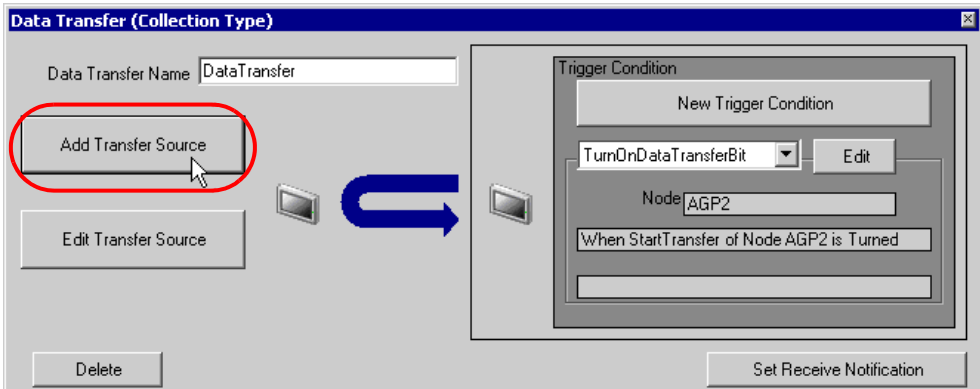 Data Transfer (Collection Type)
Data Transfer Name DataTransfer
Add Transfer Source
Edit Transfer Source
Delete
Trigger Condition
New Trigger Condition
TurnOnDataTransferBit Edit
Node AGP2
When StartTransfer of Node AGP2 is Turned
Set Receive Notification